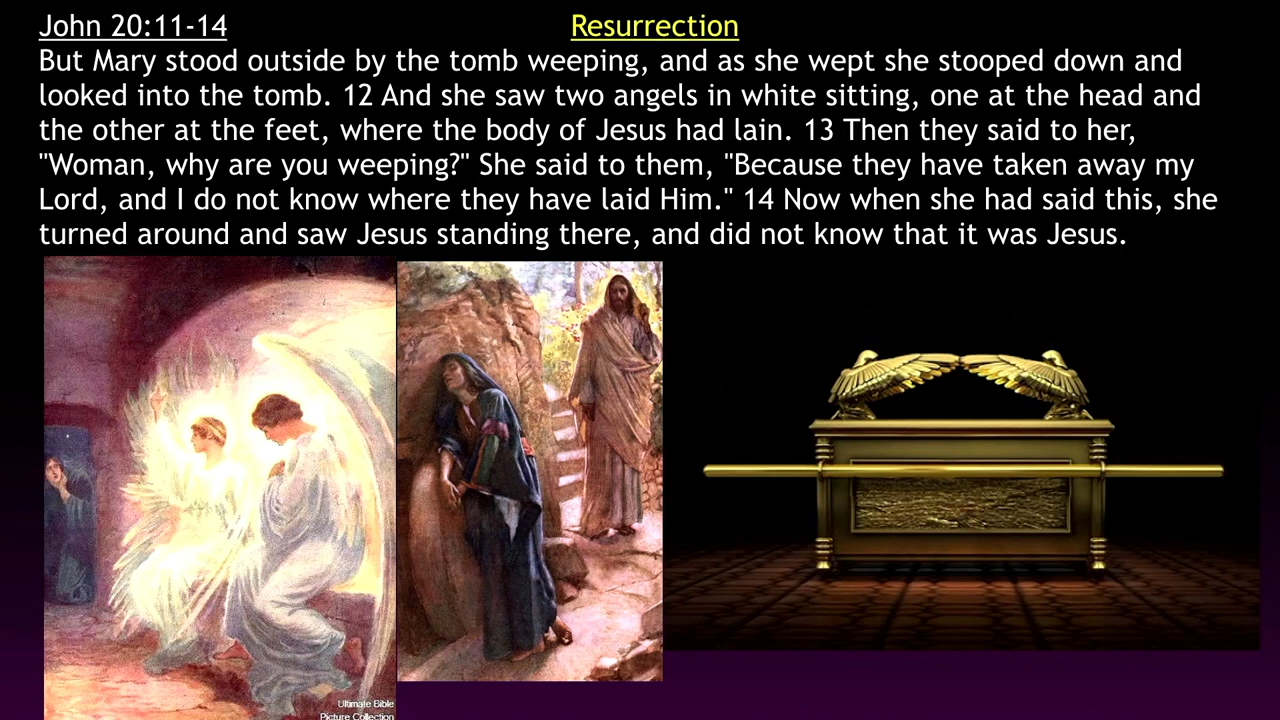 John 20:11-14
Resurrection
But Mary stood outside by the tomb weeping, and as she wept she stooped down and
looked into the tomb. 12 And she saw two angels in white sitting, one at the head and
the other at the feet, where the body of Jesus had lain. 13 Then they said to her,
"Woman, why are you weeping?" She said to them, "Because they have taken away my
Lord, and I do not know where they have laid Him." 14 Now when she had said this, she
turned around and saw Jesus standing there, and did not know that it was Jesus.
Ultimate Bible
Picture Collection